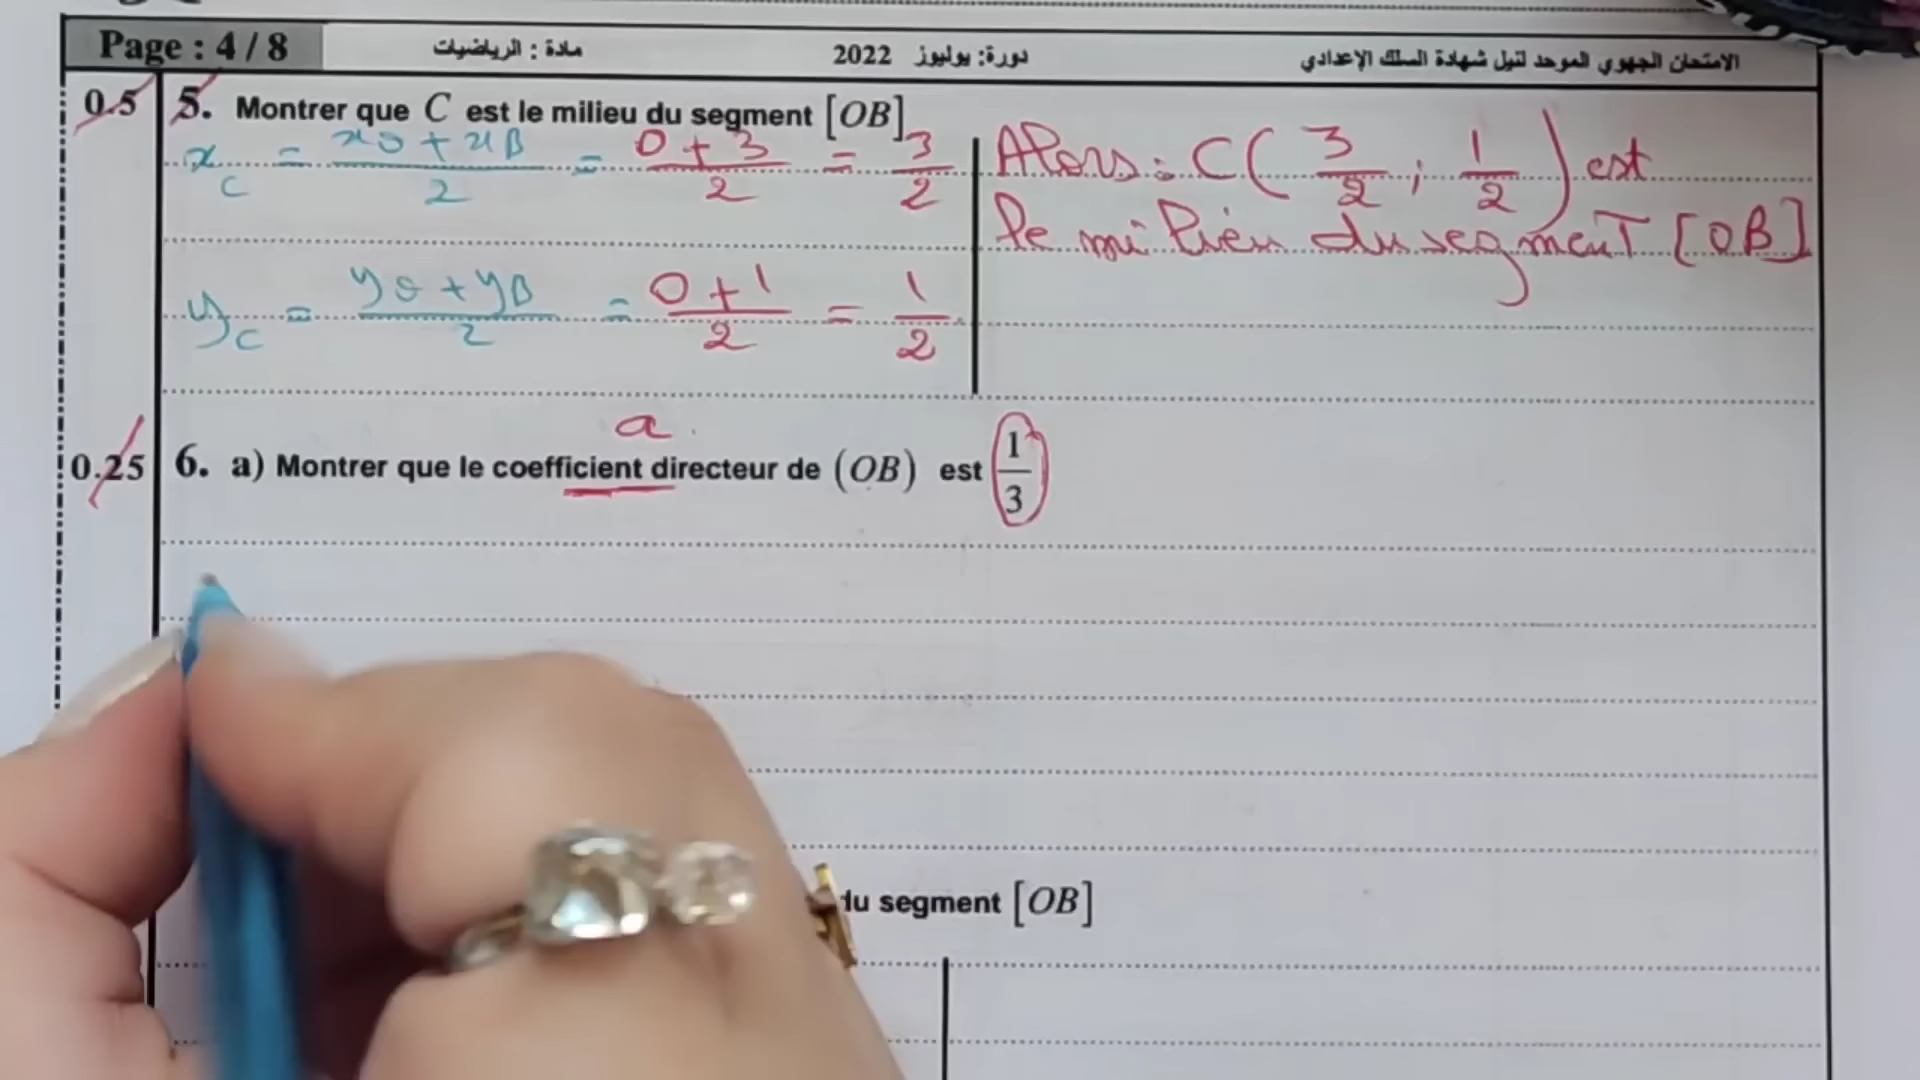 Page : 4 / 8 مادة : الرياضيات دورة: يوليوز 2022 الامتحان الجهوي الموحد لنيل شهادة السلك الإعدادي
0.5 5. Montrer que C est le milieu du segment [OB]
x_C = (xO + xB)/2 = (0 + 3)/2 = 3/2
y_C = (yO + yB)/2 = (0 + 1)/2 = 1/2
Alors : C(3/2 ; 1/2) est
le milieu du segment [OB]
a
0.25 6. a) Montrer que le coefficient directeur de (OB) est 1/3
du segment [OB]